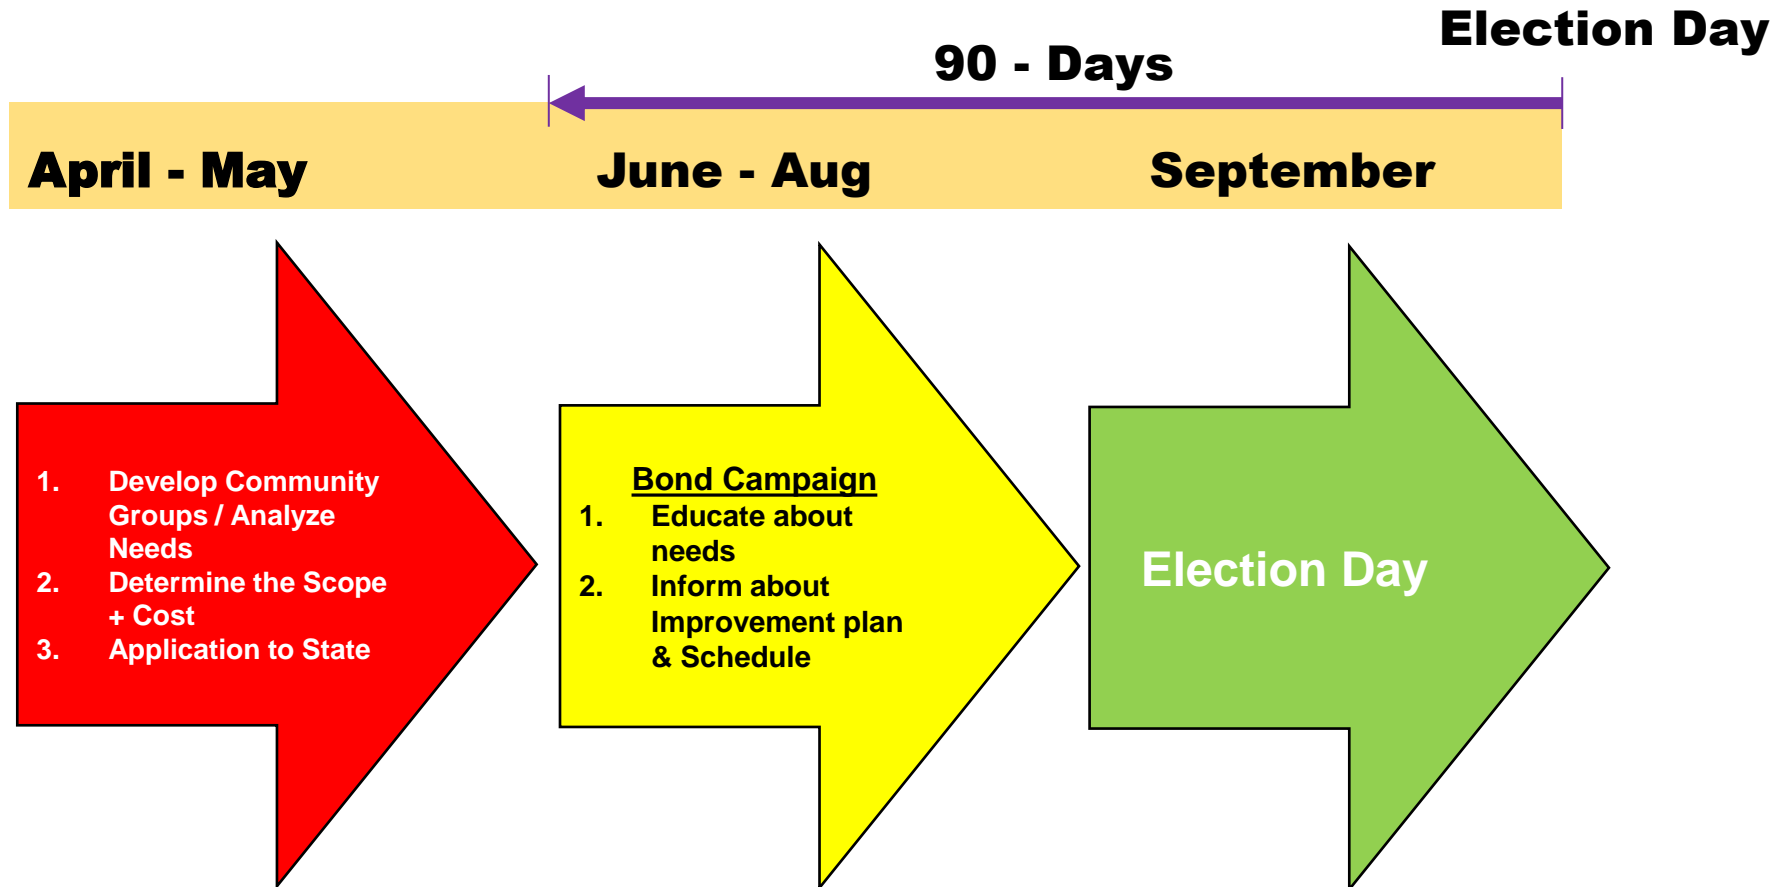 Election Day
90 - Days
April - May
June - Aug
September
1. Develop Community
Groups / Analyze
Needs
2. Determine the Scope
+ Cost
3. Application to State
Bond Campaign
1. Educate about
needs
2. Inform about
Improvement plan
& Schedule
Election Day